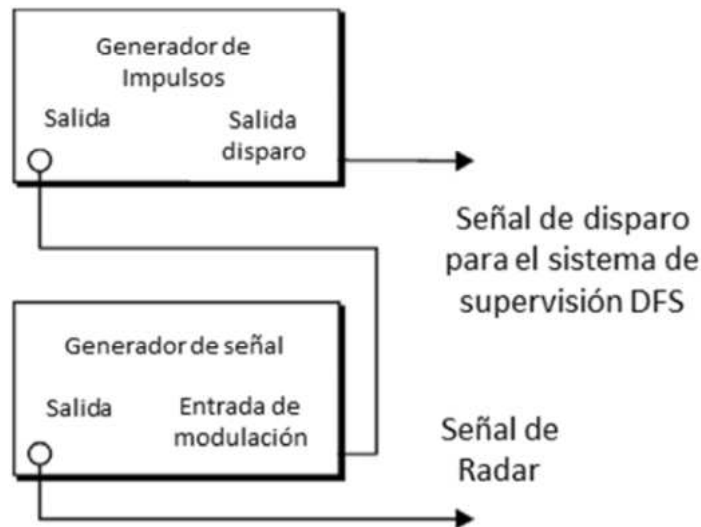 Generador de
Impulsos
Salida
Salida
disparo
Señal de disparo
para el sistema de
supervisión DFS
Generador de señal
Salida
Entrada de
modulación
Señal de
Radar